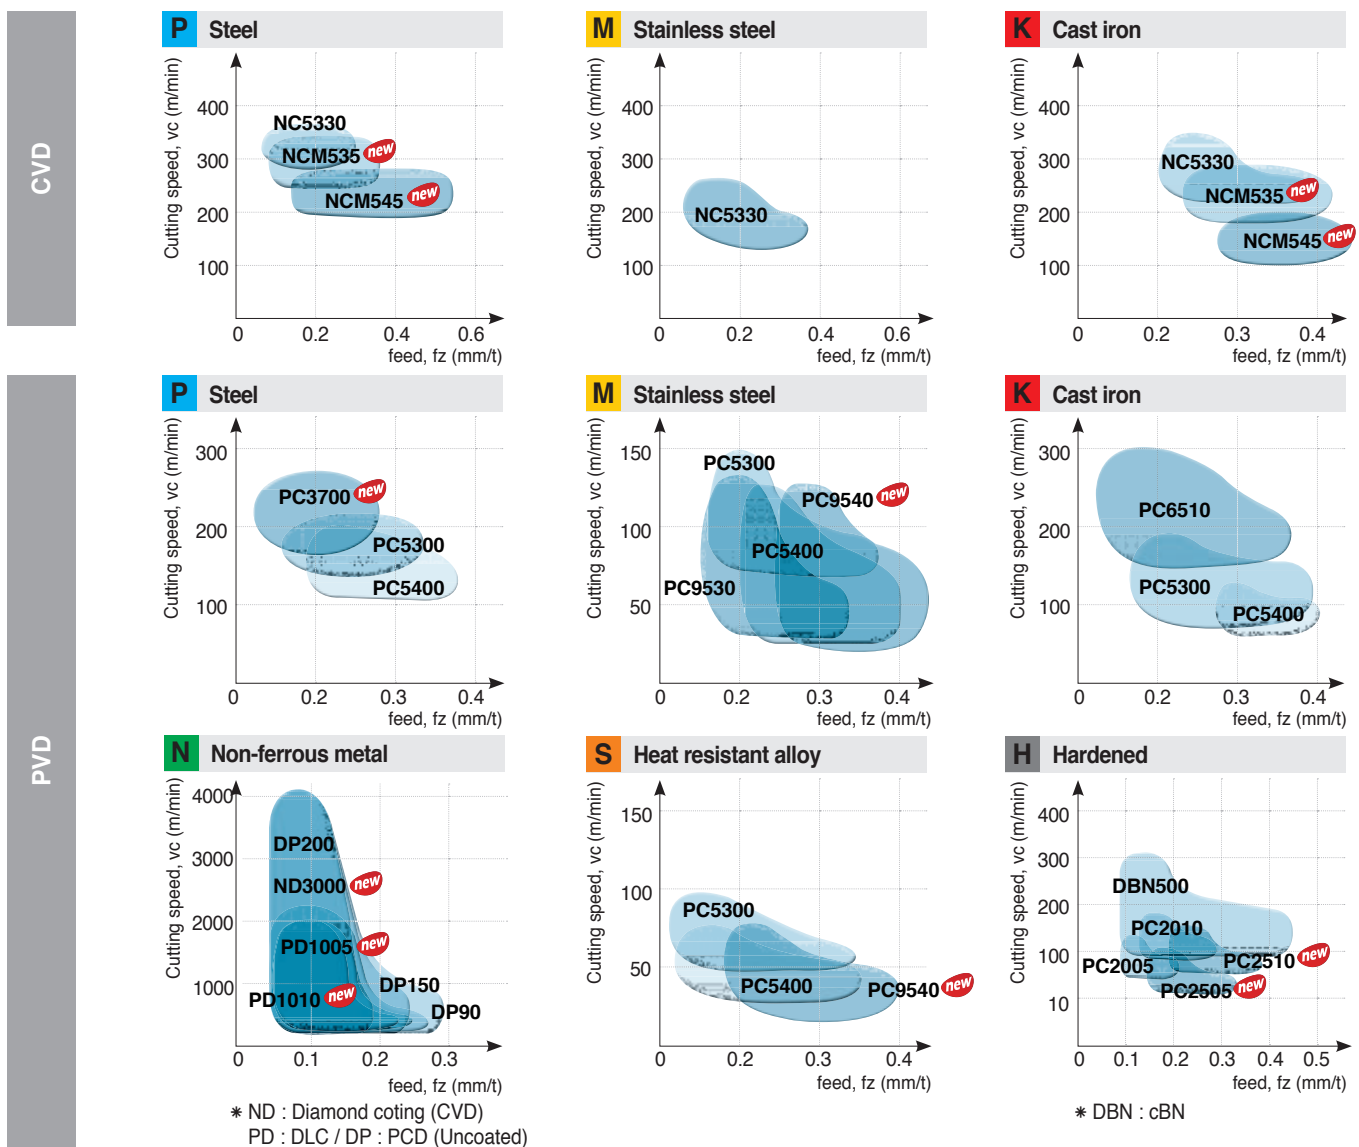 CVD
P Steel
Cutting speed, vc (m/min)
400
300
200
100
NC5330
NCM535 new
NCM545 new
0 0.2 0.4 0.6
feed, fz (mm/t)
M Stainless steel
Cutting speed, vc (m/min)
400
300
200
100
NC5330
0 0.2 0.4 0.6
feed, fz (mm/t)
K Cast iron
Cutting speed, vc (m/min)
400
300
200
100
NC5330
NCM535 new
NCM545 new
0 0.2 0.3 0.4
feed, fz (mm/t)
PVD
P Steel
Cutting speed, vc (m/min)
300
200
100
PC3700 new
PC5300
PC5400
0 0.2 0.3 0.4
feed, fz (mm/t)
M Stainless steel
Cutting speed, vc (m/min)
150
100
50
PC5300
PC9540 new
PC5400
PC9530
0 0.2 0.3 0.4
feed, fz (mm/t)
K Cast iron
Cutting speed, vc (m/min)
300
200
100
PC6510
PC5300
PC5400
0 0.2 0.3 0.4
feed, fz (mm/t)
N Non-ferrous metal
Cutting speed, vc (m/min)
4000
3000
2000
1000
DP200
ND3000 new
PD1005 new
DP150
PD1010 new
DP90
0 0.1 0.2 0.3
feed, fz (mm/t)
* ND : Diamond coting (CVD)
PD : DLC / DP : PCD (Uncoated)
S Heat resistant alloy
Cutting speed, vc (m/min)
150
100
50
PC5300
PC5400
PC9540 new
0 0.2 0.3 0.4
feed, fz (mm/t)
H Hardened
Cutting speed, vc (m/min)
400
300
200
100
10
DBN500
PC2010
PC2005
PC2510 new
PC2505 new
0 0.1 0.2 0.3 0.4 0.5
feed, fz (mm/t)
* DBN : cBN